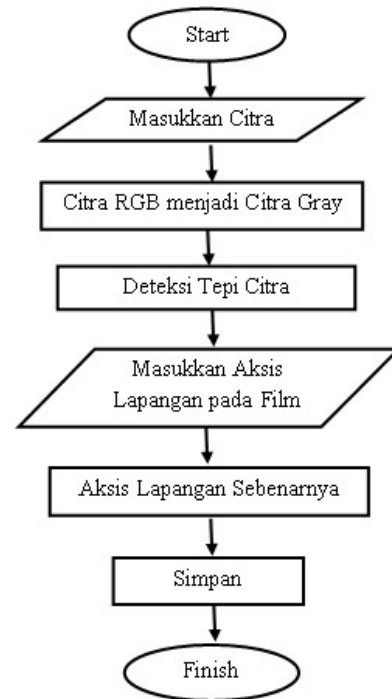 Start
Masukkan Citra
Citra RGB menjadi Citra Gray
Deteksi Tepi Citra
Masukkan Aksis
Lapangan pada Film
Aksis Lapangan Sebenarnya
Simpan
Finish